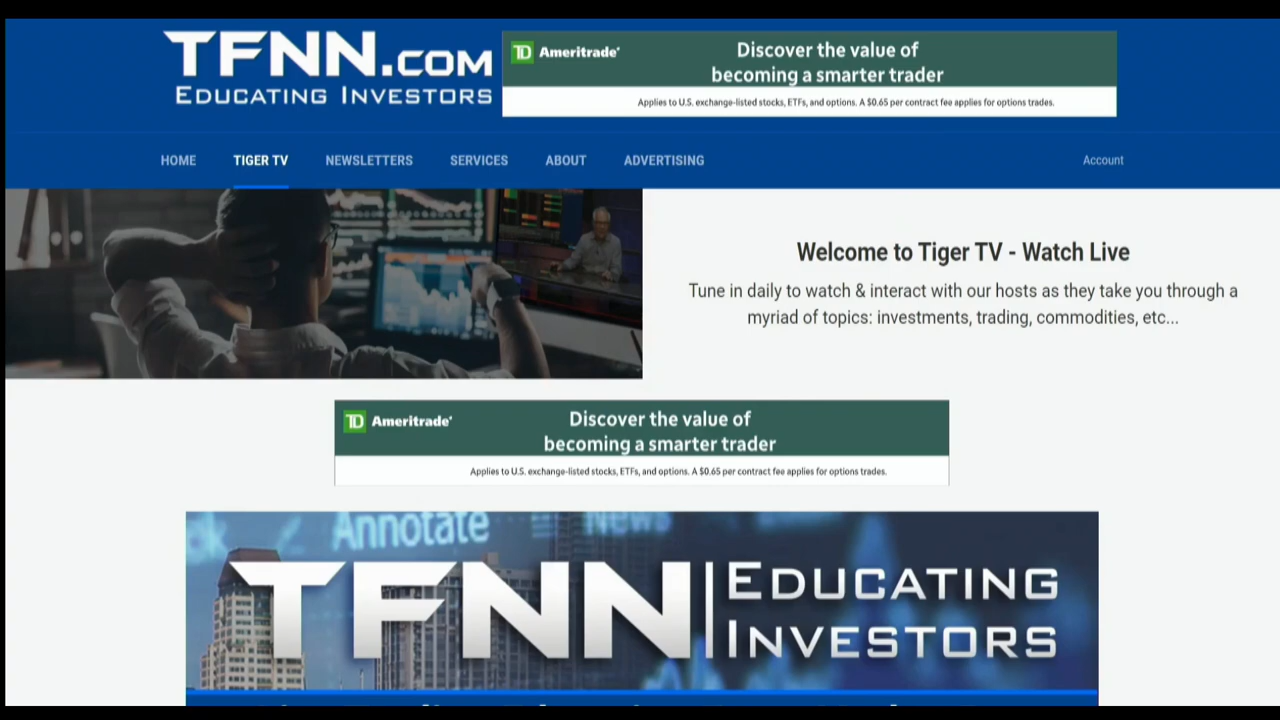 TFNN.COM
EDUCATING INVESTORS
TD Ameritrade
Discover the value of
becoming a smarter trader
Applies to U.S. exchange-listed stocks, ETFs, and options. A $0.65 per contract fee applies for options trades.
HOME TIGER TV NEWSLETTERS SERVICES ABOUT ADVERTISING Account
Welcome to Tiger TV - Watch Live
Tune in daily to watch & interact with our hosts as they take you through a
myriad of topics: investments, trading, commodities, etc...
TD Ameritrade
Discover the value of
becoming a smarter trader
Applies to U.S. exchange-listed stocks, ETFs, and options. A $0.65 per contract fee applies for options trades.
Annotate News
TFNN EDUCATING
INVESTORS